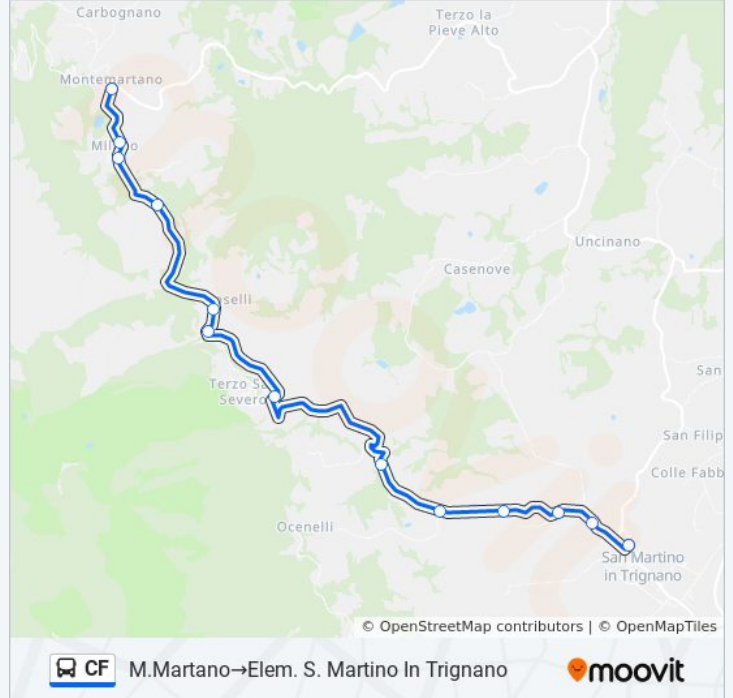 Carbognano
Terzo la
Pieve Alto
Montemartano
Uncinano
Casenove
Severo
San
San Filip
Colle Fabb
Ocenelli
San Martino
in Trignano
© OpenStreetMap contributors | © OpenMapTiles
CF M.Martano→Elem. S. Martino In Trignano
moovit